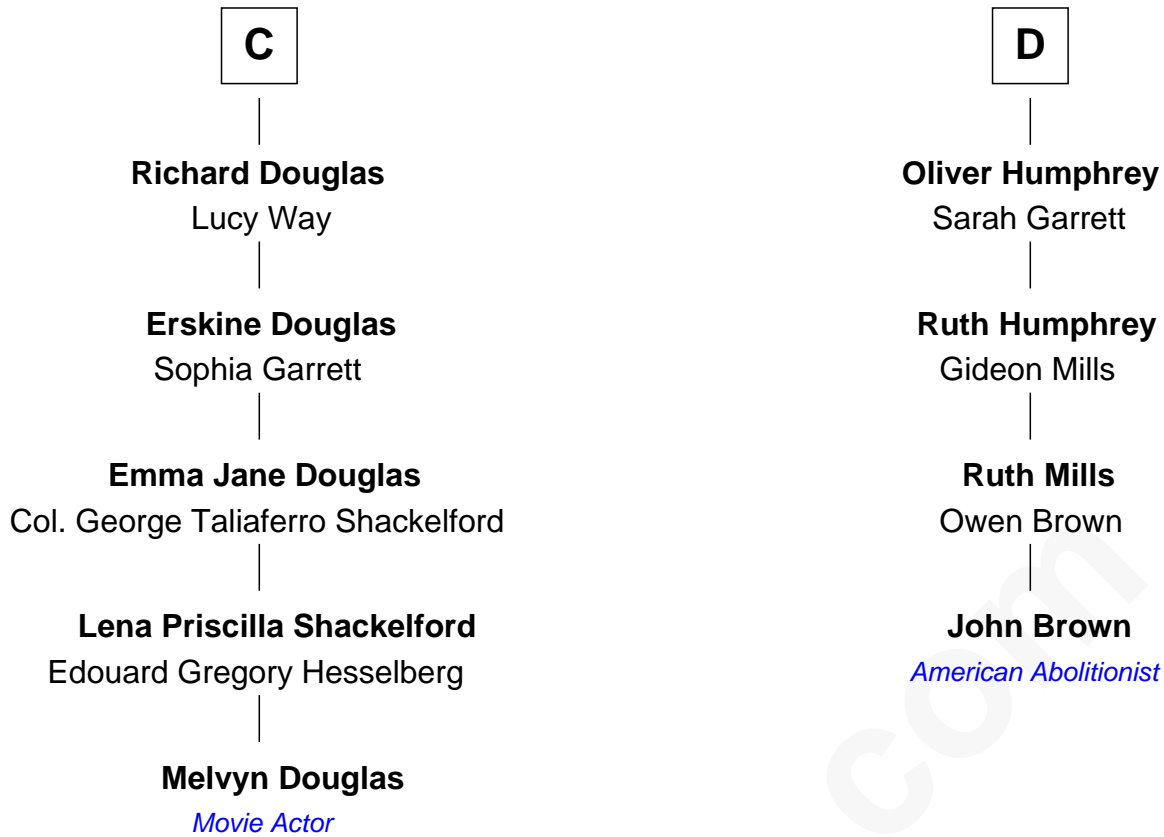 C
Richard Douglas
Lucy Way
Erskine Douglas
Sophia Garrett
Emma Jane Douglas
Col. George Taliaferro Shackelford
Lena Priscilla Shackelford
Edouard Gregory Hesselberg
Melvyn Douglas
Movie Actor
D
Oliver Humphrey
Sarah Garrett
Ruth Humphrey
Gideon Mills
Ruth Mills
Owen Brown
John Brown
American Abolitionist
com